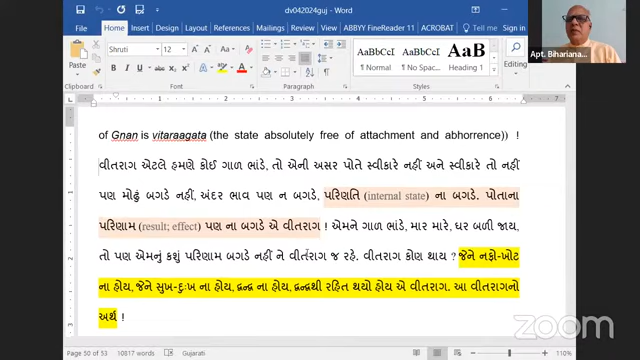 dv042024guj - Word
File Home Insert Design Layout References Mailings Review View ABBYY FineReader 11 ACROBAT Tell me Share
Shruti 12
Clipboard Font Paragraph Styles
AaBbCcI AaBbCcI AaB
¶ Normal ¶ No Spac... Heading 1
Editing
Apt. Bihariana...
of Gnan is vitaraagata (the state absolutely free of attachment and abhorrence)) !
વીતરાગ એટલે હમણે કોઈ ગાળ ભાંડે, તો એની અસર પોતે સ્વીકારે નહીં અને સ્વીકારે તો નહીં
પણ મોઢું બગડે નહીં, અંદર ભાવ પણ ન બગડે, પરિણતિ (internal state) ના બગડે. પોતાના
પરિણામ (result; effect) પણ ના બગડે એ વીતરાગ ! એમને ગાળ ભાંડે, માર મારે, ઘર બળી જાય,
તો પણ એમનું કશું પરિણામ બગડે નહીં ને વીતરાગ જ રહે. વીતરાગ કોણ થાય ? જેને નફો-ખોટ
ના હોય, જેને સુખ-દુઃખ ના હોય, દ્વન્દ્વ ના હોય, દ્વન્દ્વથી રહિત થયો હોય એ વીતરાગ. આ વીતરાગનો
અર્થ !
zoom
Page 50 of 53 10817 words Gujarati 110%